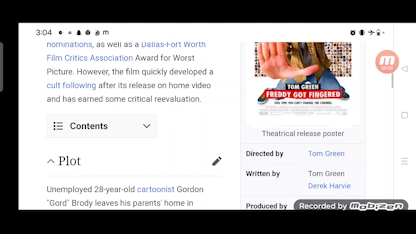 3:04
m
nominations, as well as a Dallas-Fort Worth
Film Critics Association Award for Worst
Picture. However, the film quickly developed a
cult following after its release on home video
and has earned some critical reevaluation.
Contents
Plot
Unemployed 28-year-old cartoonist Gordon
"Gord" Brody leaves his parents' home in
TOM GREEN
FREDDY GOT FINGERED
Theatrical release poster
Directed by Tom Green
Written by Tom Green
Derek Harvie
Produced by
Recorded by Mobizen